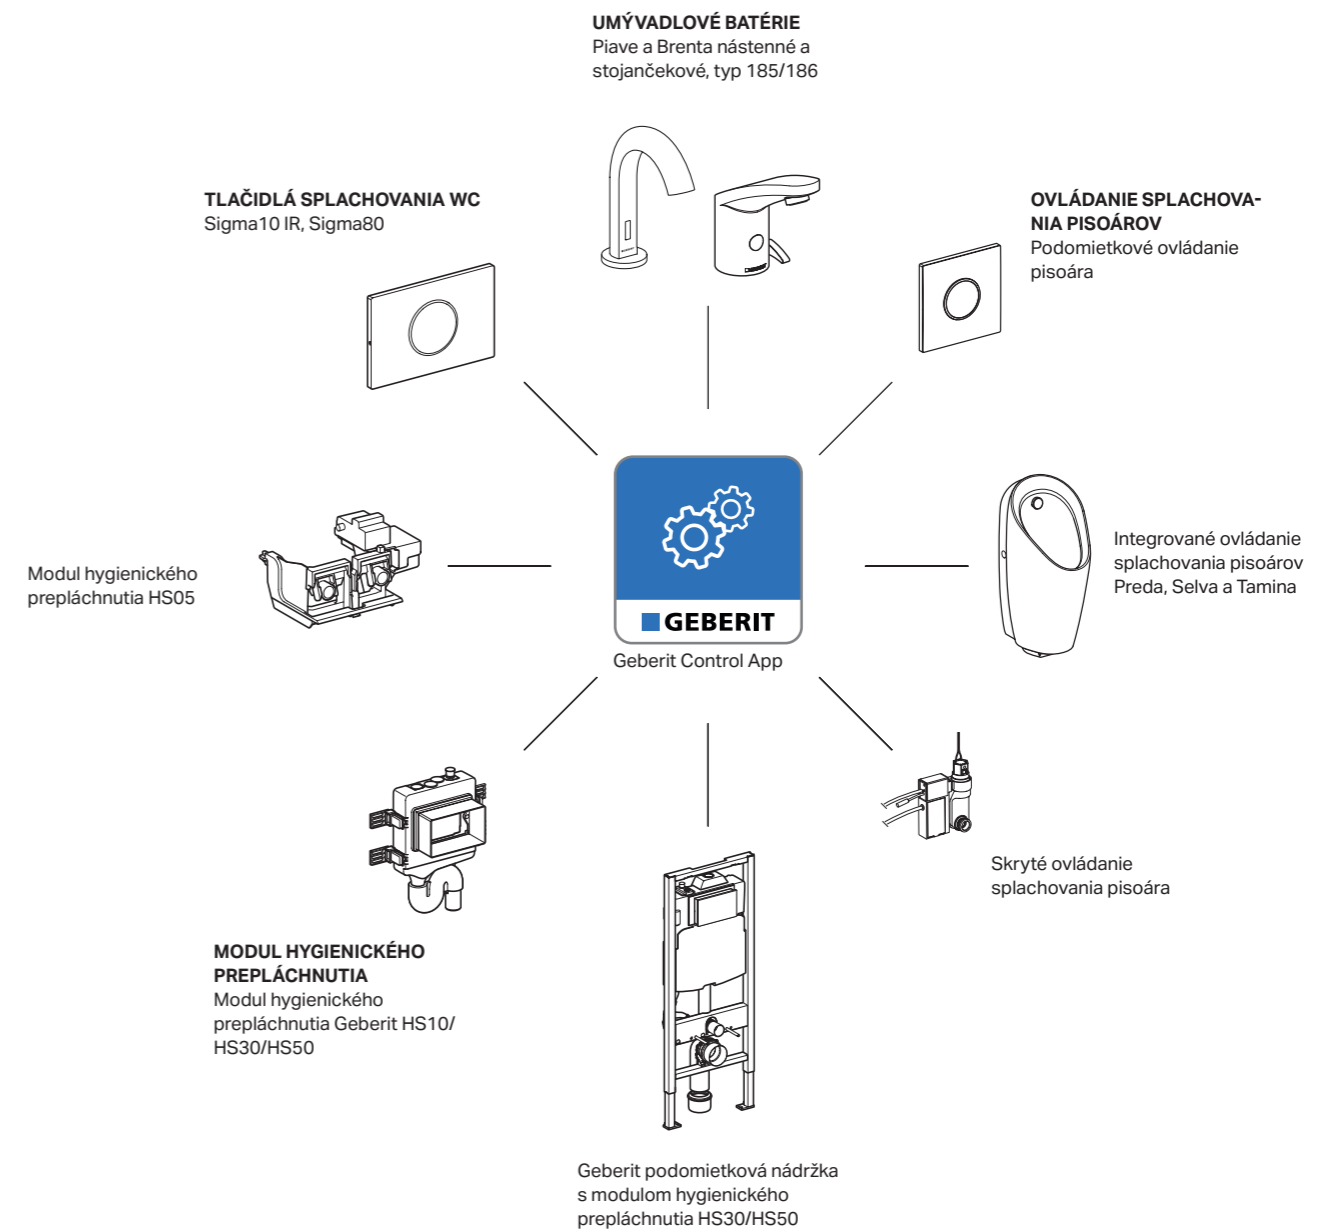 UMÝVADLOVÉ BATÉRIE
Piave a Brenta nástenné a
stojančekové, typ 185/186
TLAČIDLÁ SPLACHOVANIA WC
Sigma10 IR, Sigma80
OVLÁDANIE SPLACHOVA-
NIA PISOÁROV
Podomietkové ovládanie
pisoára
Modul hygienického
prepláchnutia HS05
GEBERIT
Geberit Control App
Integrované ovládanie
splachovania pisoárov
Preda, Selva a Tamina
Skryté ovládanie
splachovania pisoára
MODUL HYGIENICKÉHO
PREPLÁCHNUTIA
Modul hygienického
prepláchnutia Geberit HS10/
HS30/HS50
Geberit podomietková nádržka
s modulom hygienického
prepláchnutia HS30/HS50